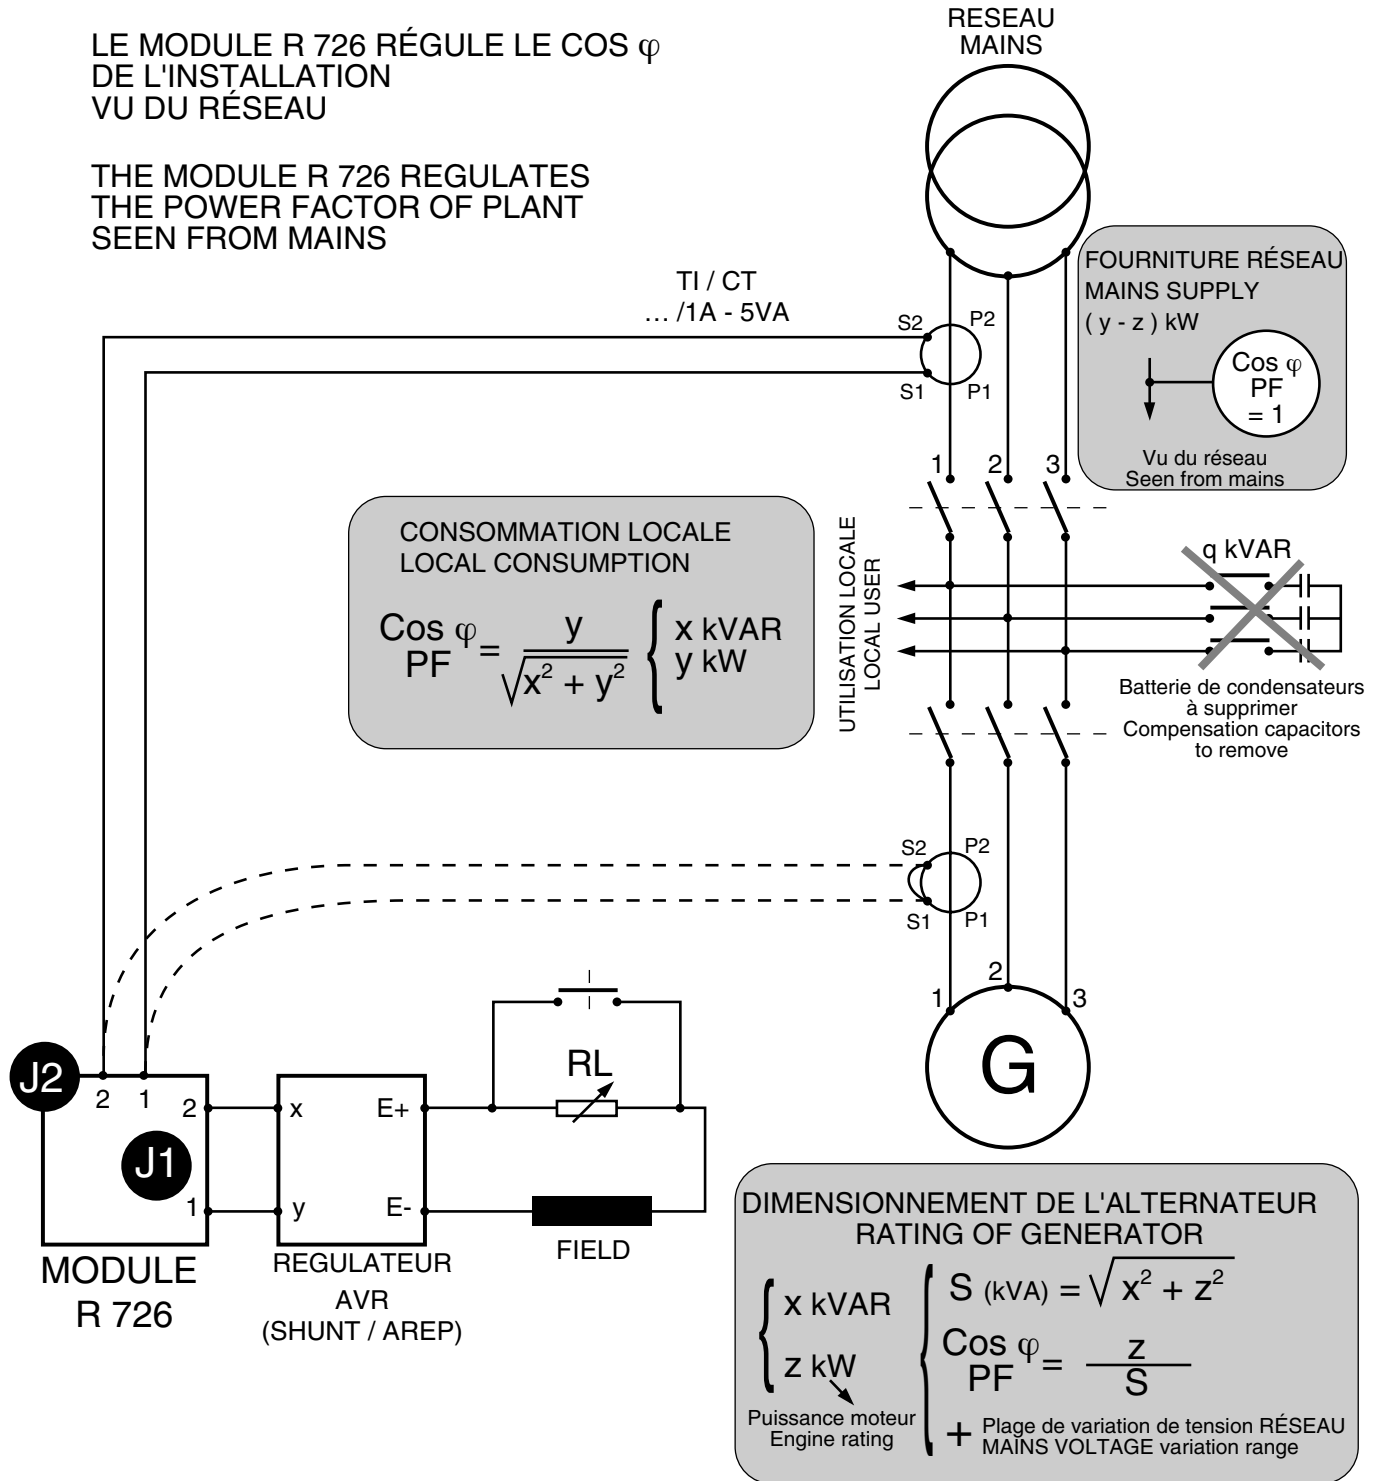 LE MODULE R 726 RÉGULE LE COS φ
DE L'INSTALLATION
VU DU RÉSEAU
THE MODULE R 726 REGULATES
THE POWER FACTOR OF PLANT
SEEN FROM MAINS
RESEAU
MAINS
TI / CT
... /1A - 5VA
S2
P2
S1
P1
FOURNITURE RÉSEAU
MAINS SUPPLY
( y - z ) kW
Cos φ
PF
= 1
Vu du réseau
Seen from mains
1
2
3
CONSOMMATION LOCALE
LOCAL CONSUMPTION
Cos φ
PF
=
y
√x² + y²
x kVAR
y kW
UTILISATION LOCALE
LOCAL USER
q kVAR
Batterie de condensateurs
à supprimer
Compensation capacitors
to remove
S2
P2
S1
P1
1
2
3
G
J2
2
1
2
J1
1
MODULE
R 726
x
E+
y
E-
REGULATEUR
AVR
(SHUNT / AREP)
RL
FIELD
DIMENSIONNEMENT DE L'ALTERNATEUR
RATING OF GENERATOR
x kVAR
z kW
Puissance moteur
Engine rating
S (kVA) = √x² + z²
Cos φ
PF
=
z
S
+ Plage de variation de tension RÉSEAU
MAINS VOLTAGE variation range